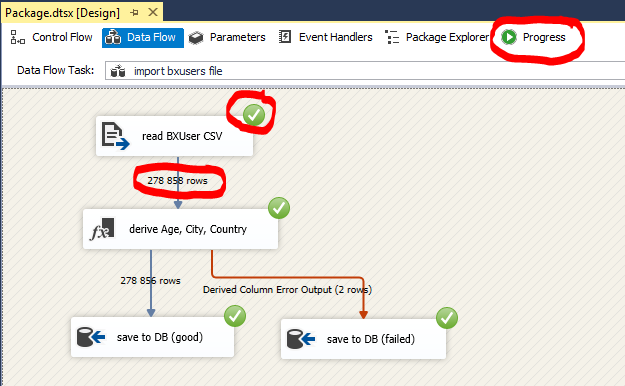 Package.dtsx [Design]
Control Flow Data Flow Parameters Event Handlers Package Explorer Progress
Data Flow Task: import bxusers file
read BXUser CSV
278 858 rows
fx derive Age, City, Country
278 856 rows
Derived Column Error Output (2 rows)
save to DB (good) save to DB (failed)